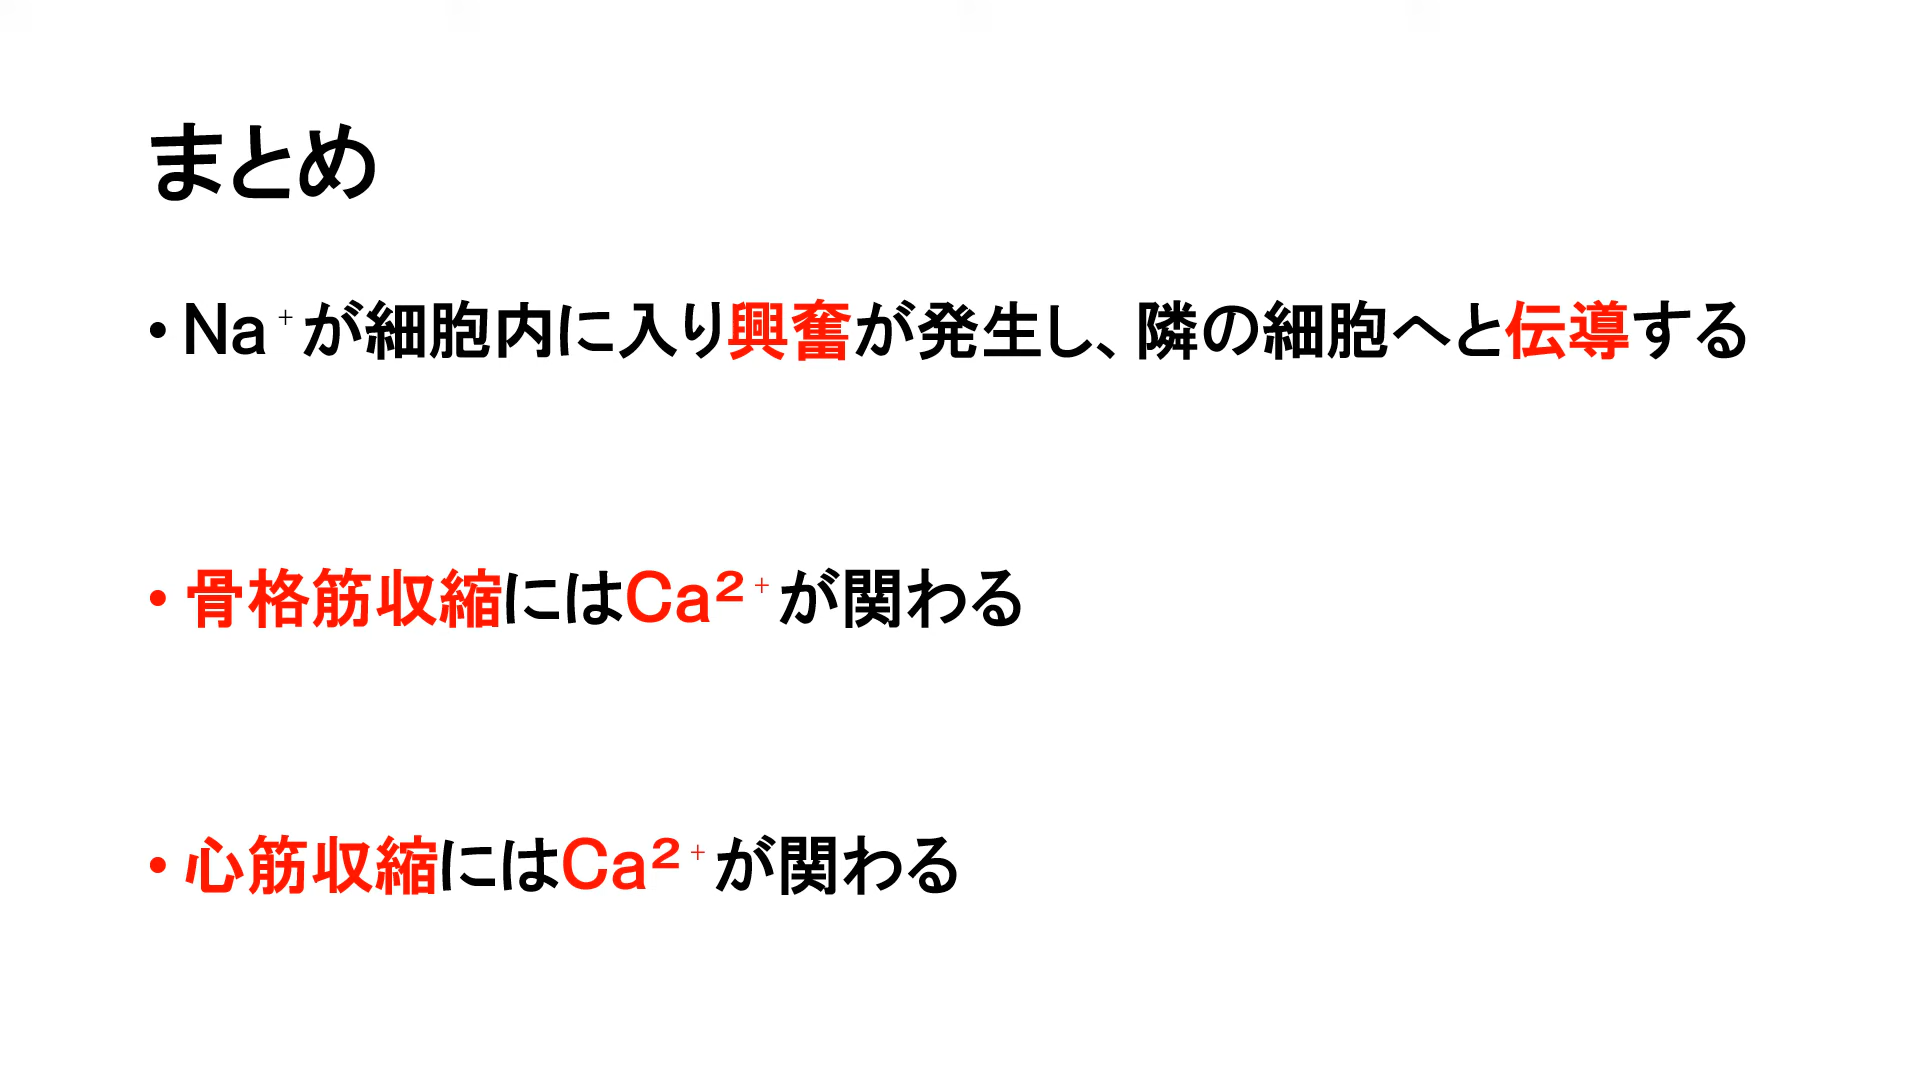 まとめ
• Na⁺が細胞内に入り興奮が発生し、隣の細胞へと伝導する
• 骨格筋収縮にはCa²⁺が関わる
• 心筋収縮にはCa²⁺が関わる